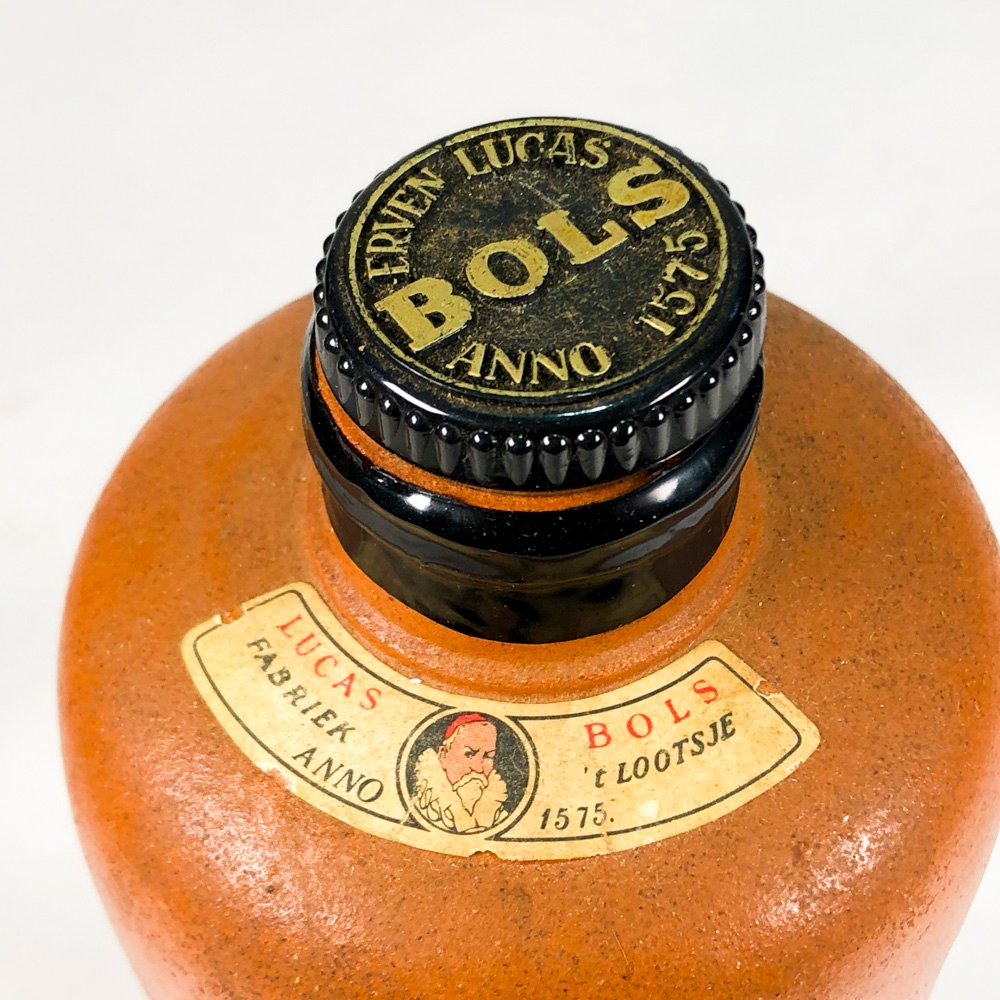 ERVEN LUCAS
BOLS
ANNO 1575
LUCAS BOLS
FABRIEK 't LOOTSJE
ANNO 1575.